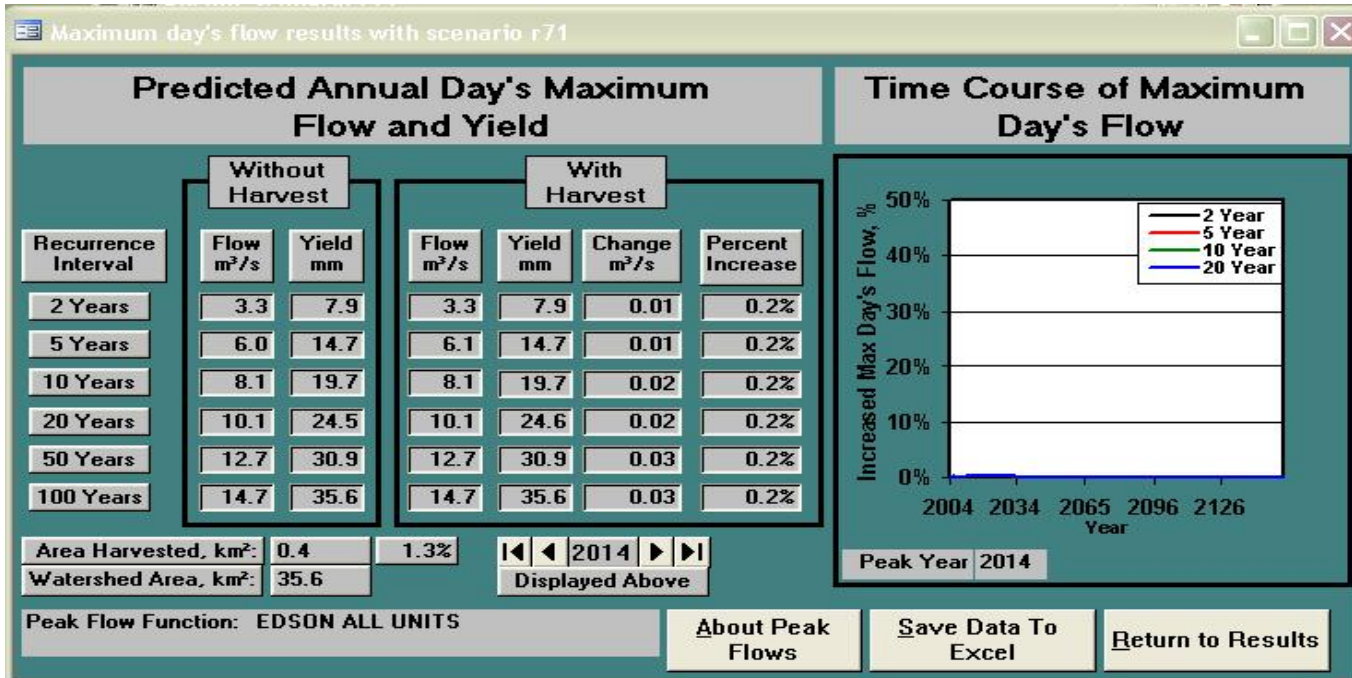 Maximum day's flow results with scenario r71
Predicted Annual Day's Maximum
Flow and Yield
Without
Harvest
With
Harvest
Recurrence
Interval
Flow
m³/s
Yield
mm
Flow
m³/s
Yield
mm
Change
m³/s
Percent
Increase
2 Years 3.3 7.9 3.3 7.9 0.01 0.2%
5 Years 6.0 14.7 6.1 14.7 0.01 0.2%
10 Years 8.1 19.7 8.1 19.7 0.02 0.2%
20 Years 10.1 24.5 10.1 24.6 0.02 0.2%
50 Years 12.7 30.9 12.7 30.9 0.03 0.2%
100 Years 14.7 35.6 14.7 35.6 0.03 0.2%
Area Harvested, km²: 0.4 1.3% 2014
Watershed Area, km²: 35.6 Displayed Above
Time Course of Maximum
Day's Flow
Increased Max Day's Flow, %
50%
40%
30%
20%
10%
0%
2 Year
5 Year
10 Year
20 Year
2004 2034 2065 2096 2126
Year
Peak Year 2014
Peak Flow Function: EDSON ALL UNITS
About Peak
Flows
Save Data To
Excel
Return to Results